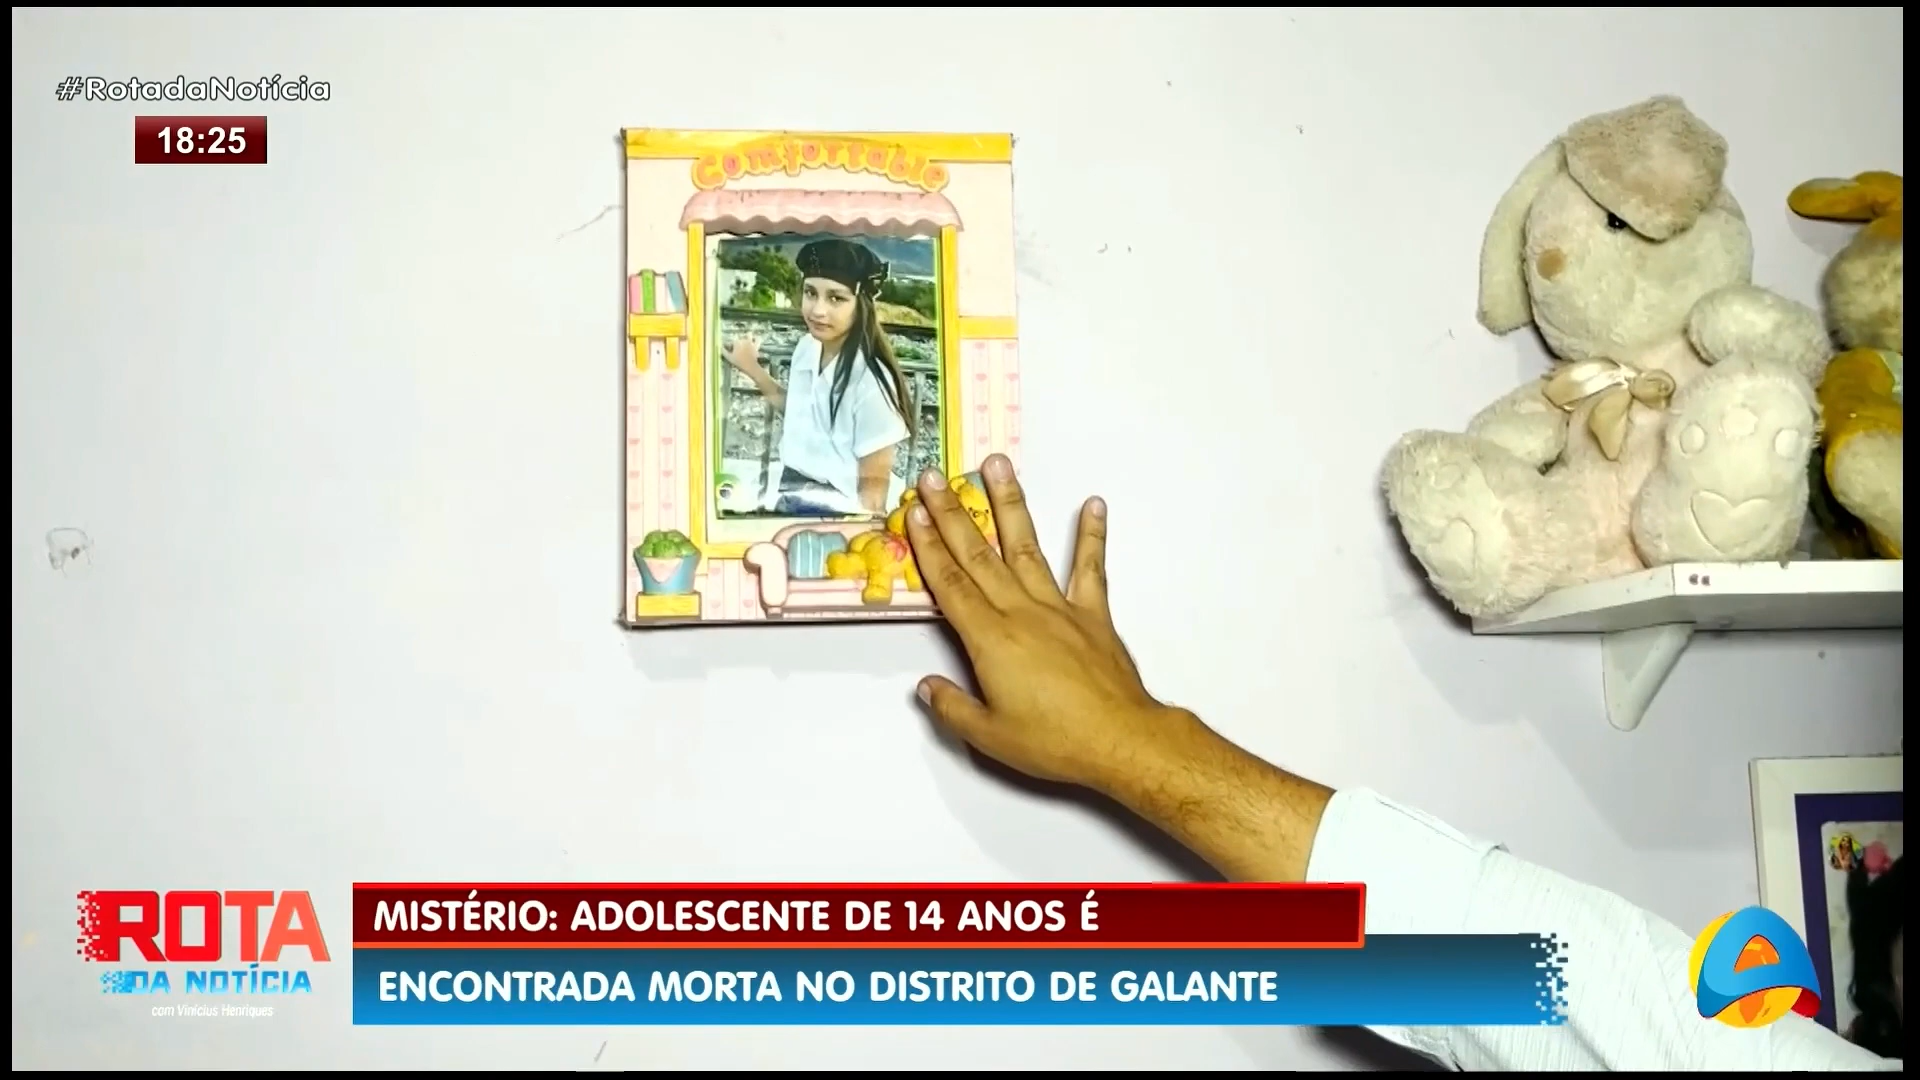 #RotadaNotícia
18:25
Comfortable
ROTA
DA NOTÍCIA
com Vinícius Henriques
MISTÉRIO: ADOLESCENTE DE 14 ANOS É
ENCONTRADA MORTA NO DISTRITO DE GALANTE